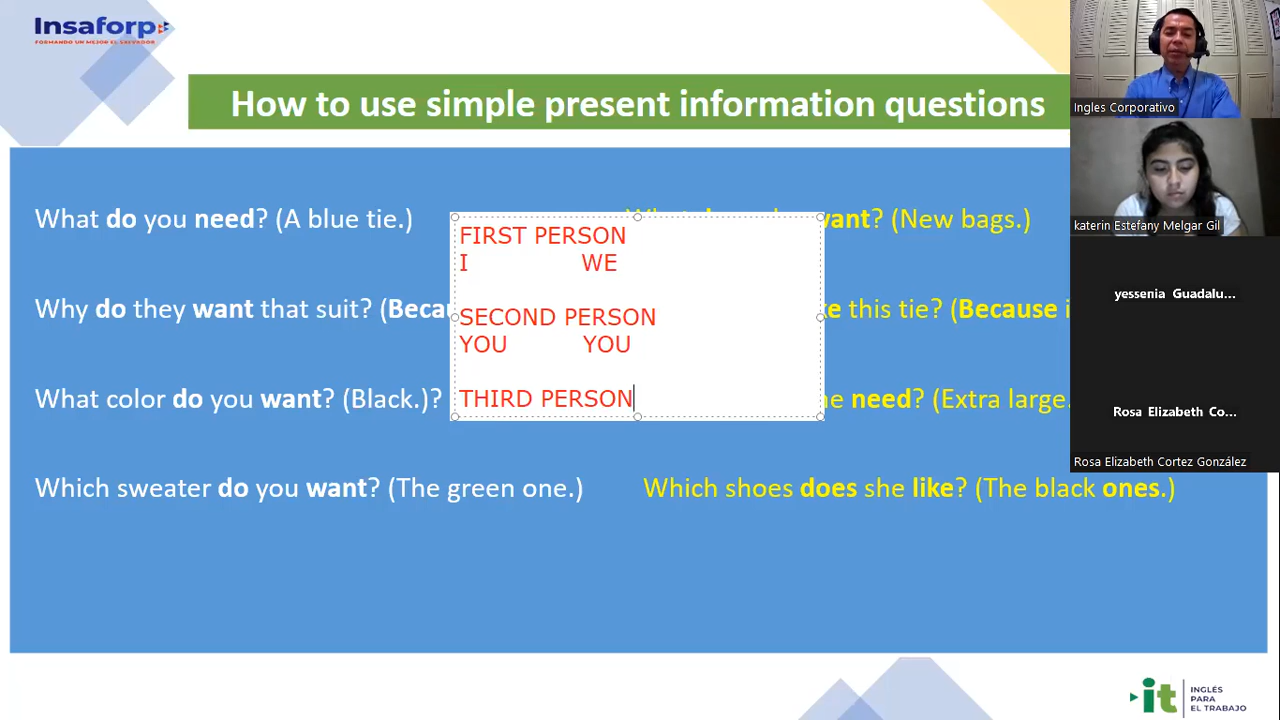 Insaforp
FORMANDO UN MEJOR EL SALVADOR
How to use simple present information questions
What do you need? (A blue tie.)
want? (New bags.)
Why do they want that suit? (Becau
this tie? (Because i
What color do you want? (Black.)?
need? (Extra large.
Which sweater do you want? (The green one.)
Which shoes does she like? (The black ones.)
FIRST PERSON
I WE
SECOND PERSON
YOU YOU
THIRD PERSON
Ingles Corporativo
katerin Estefany Melgar Gil
yessenia Guadalu...
Rosa Elizabeth Co...
Rosa Elizabeth Cortez González
it
INGLÉS
PARA
EL TRABAJO